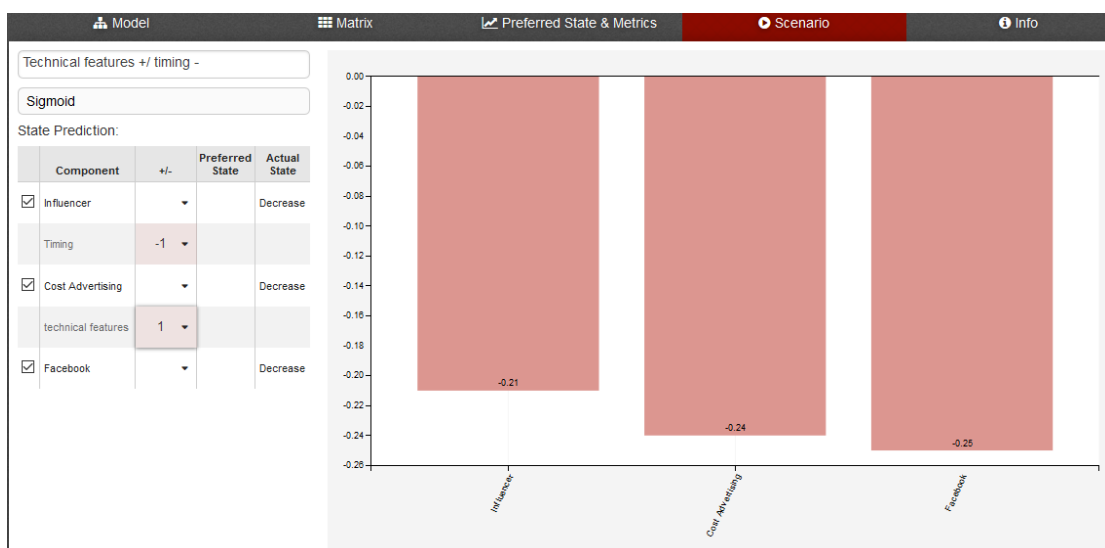 Model
Matrix
Preferred State & Metrics
Scenario
Info
Technical features +/ timing -
Sigmoid
State Prediction:
Component +/- Preferred State Actual State
Influencer Decrease
Timing -1
Cost Advertising Decrease
technical features 1
Facebook Decrease
0.00
-0.02
-0.04
-0.06
-0.08
-0.10
-0.12
-0.14
-0.16
-0.18
-0.20
-0.22
-0.24
-0.26
-0.21
-0.24
-0.25
Influencer
Cost Advertising
Facebook